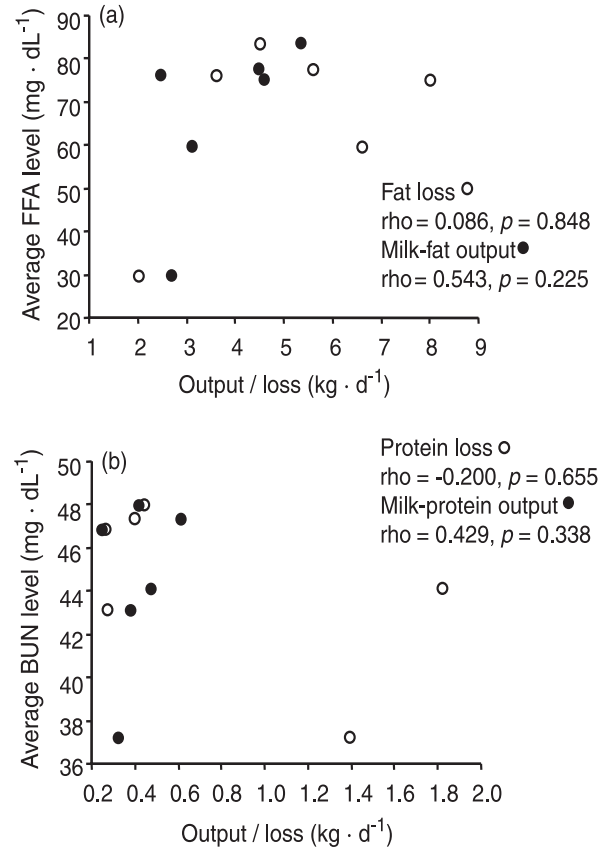 (a)
Average FFA level (mg · dL⁻¹)
90
80
70
60
50
40
30
20
Fat loss
rho = 0.086, p = 0.848
Milk-fat output
rho = 0.543, p = 0.225
1 2 3 4 5 6 7 8 9
Output / loss (kg · d⁻¹)
(b)
Average BUN level (mg · dL⁻¹)
Protein loss
rho = -0.200, p = 0.655
Milk-protein output
rho = 0.429, p = 0.338
50
48
46
44
42
40
38
36
0.2 0.4 0.6 0.8 1.0 1.2 1.4 1.6 1.8 2.0
Output / loss (kg · d⁻¹)